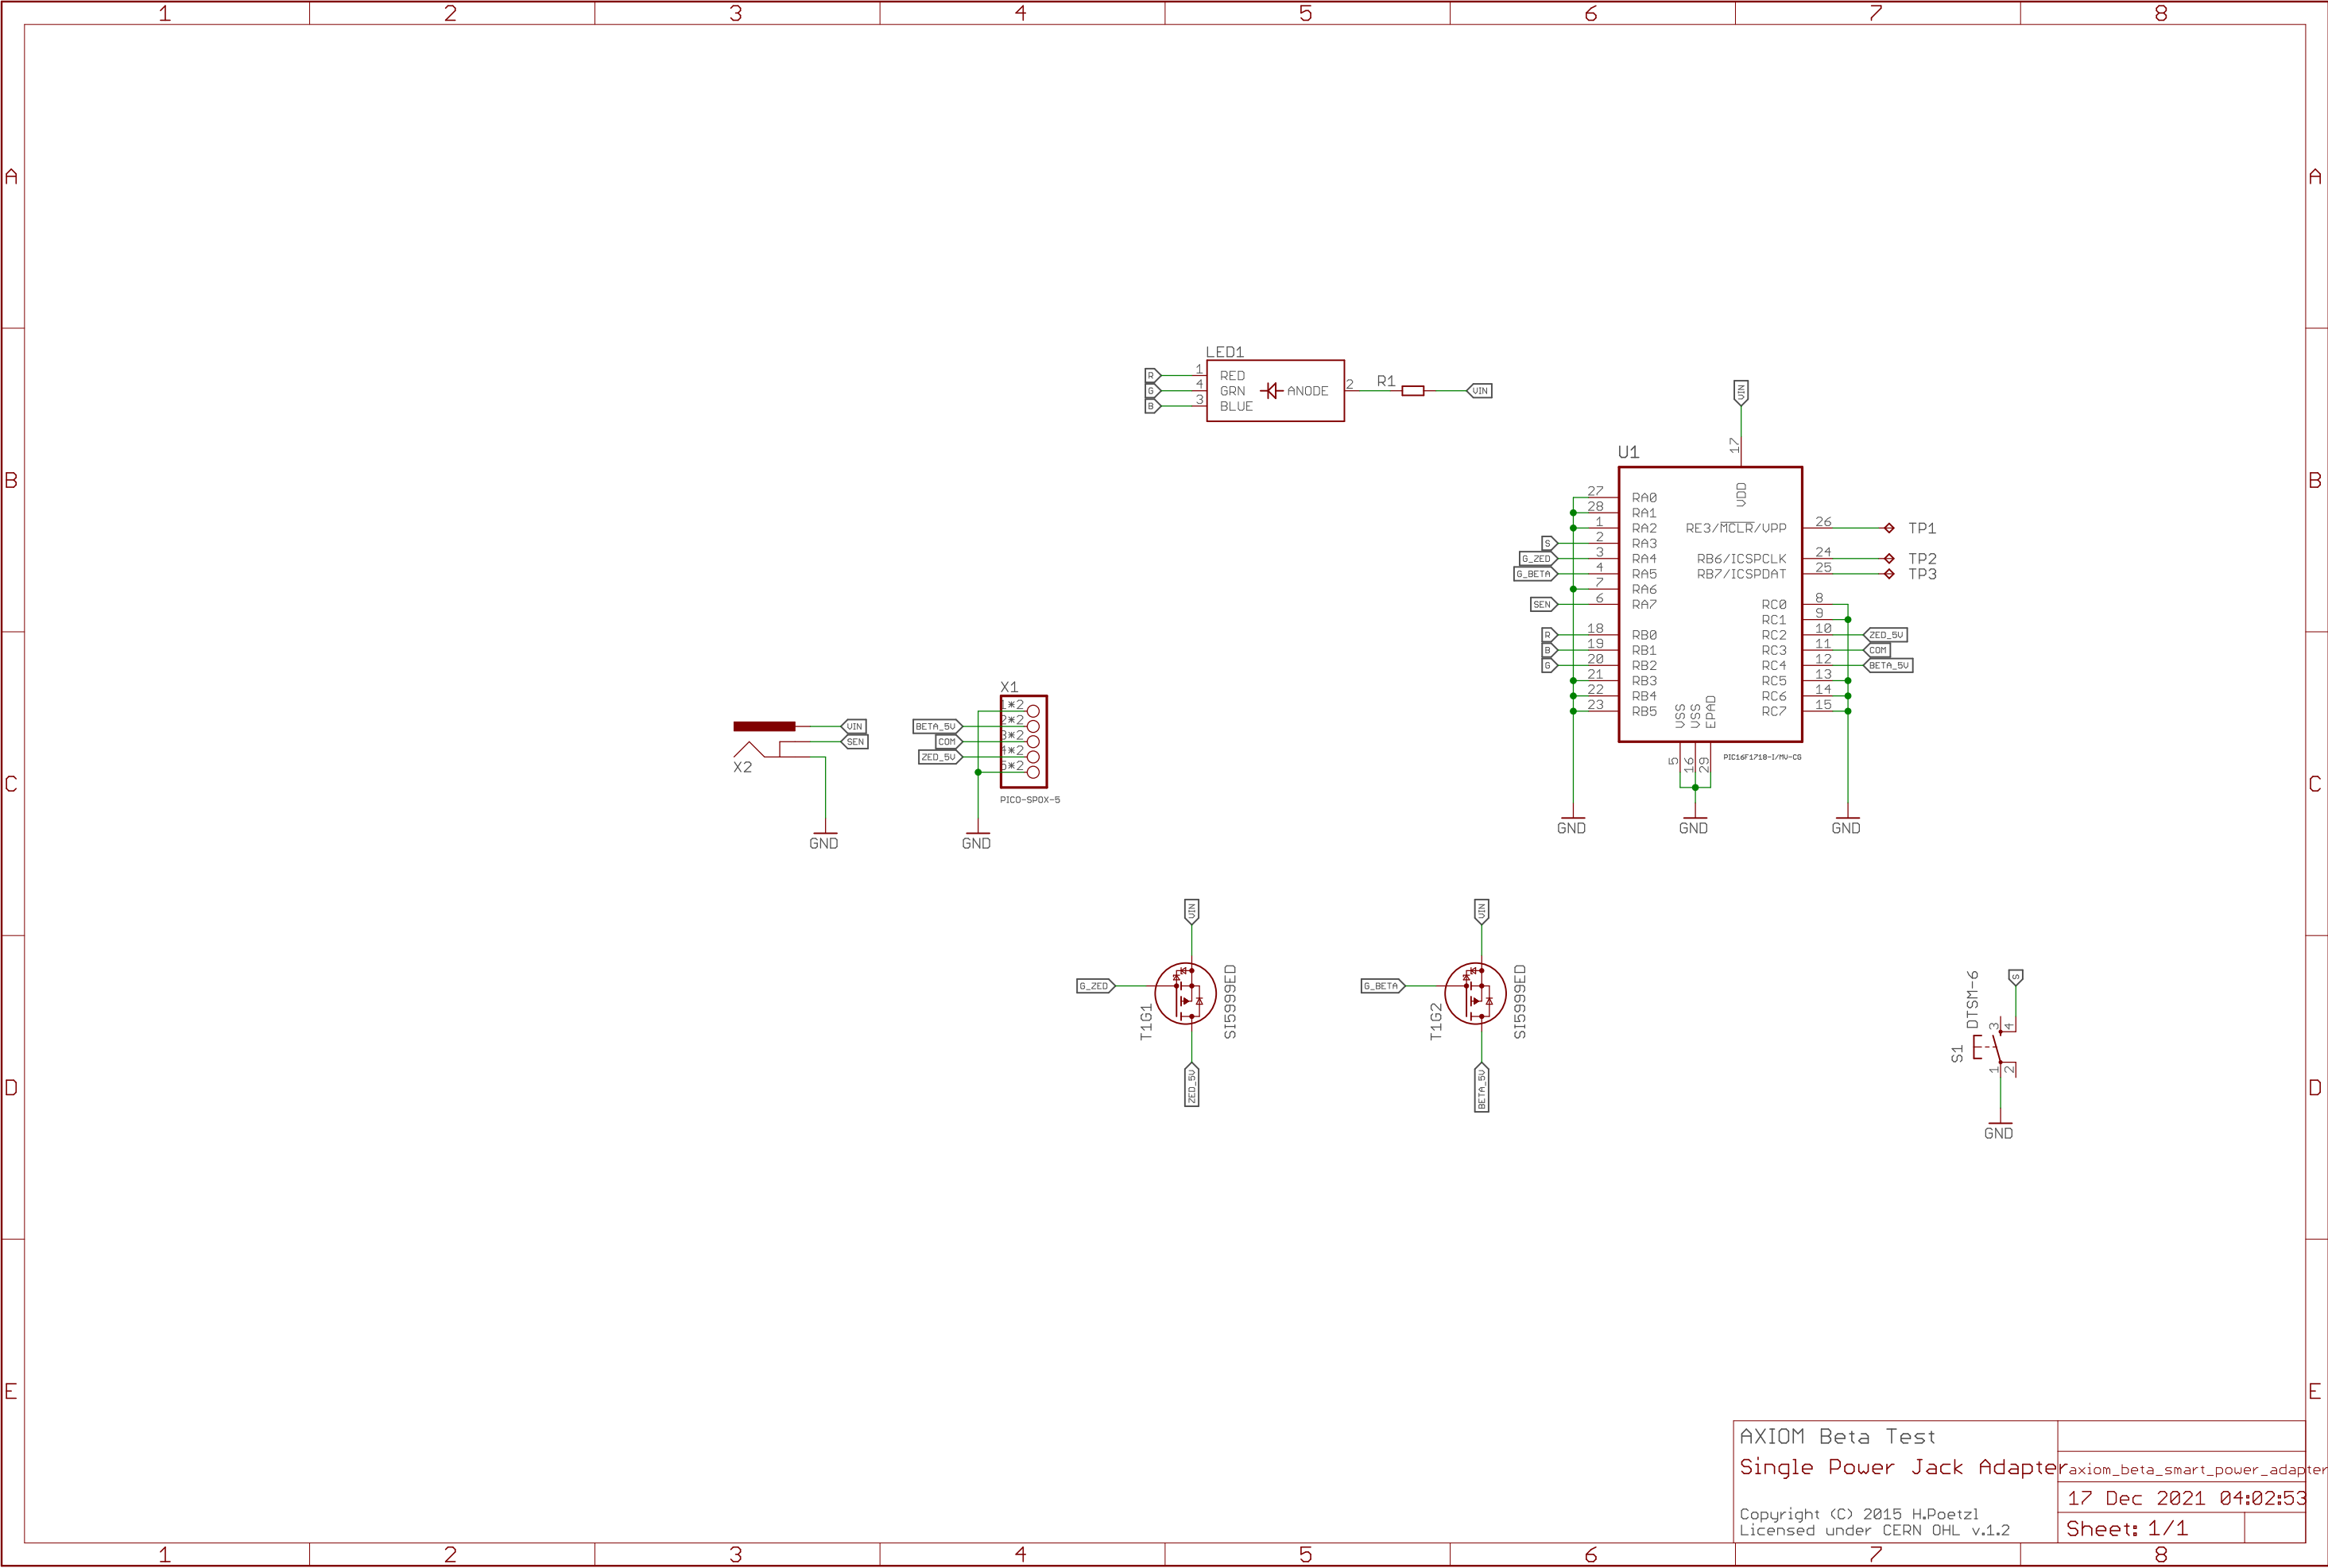 1 2 3 4 5 6 7 8
A A
LED1
R 1 RED
G 4 GRN ANODE 2 R1 VIN
B 3 BLUE
VIN
17
U1
B B
VDD
27 RA0
28 RA1
1 RA2 RE3/MCLR/VPP 26 TP1
S 2 RA3
G_ZED 3 RA4 RB6/ICSPCLK 24 TP2
G_BETA 4 RA5 RB7/ICSPDAT 25 TP3
7 RA6
SEN 6 RA7 RC0 8
RC1 9
R 18 RB0 RC2 10 ZED_5V
B 19 RB1 RC3 11 COM
G 20 RB2 RC4 12 BETA_5V
21 RB3 RC5 13
22 RB4 RC6 14
23 RB5 RC7 15
VSS VSS EPAD
5 16 29
PIC16F1718-I/MV-CG
GND GND GND
X1
1*2
VIN BETA_5V 2*2
SEN COM 3*2
X2 ZED_5V 4*2
5*2
PICO-SPOX-5
C C
GND GND
VIN VIN
G_ZED T1G1 SI5999ED
G_BETA T1G2 SI5999ED
ZED_5V BETA_5V
DTSM-6 S
3 4
S1
1 2
GND
D D
E E
AXIOM Beta Test
Single Power Jack Adapter axiom_beta_smart_power_adapter
17 Dec 2021 04:02:53
Copyright (C) 2015 H.Poetzl
Licensed under CERN OHL v.1.2
Sheet: 1/1
1 2 3 4 5 6 7 8